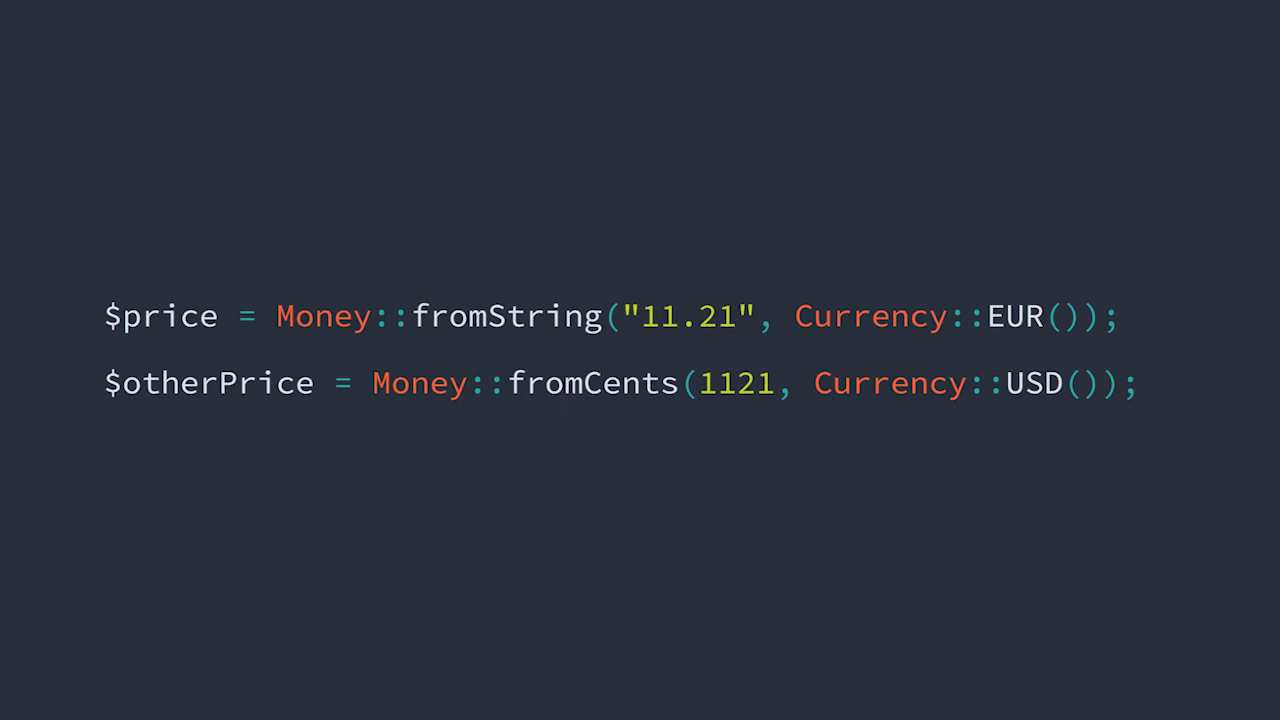 $price = Money::fromString("11.21", Currency::EUR());
$otherPrice = Money::fromCents(1121, Currency::USD());